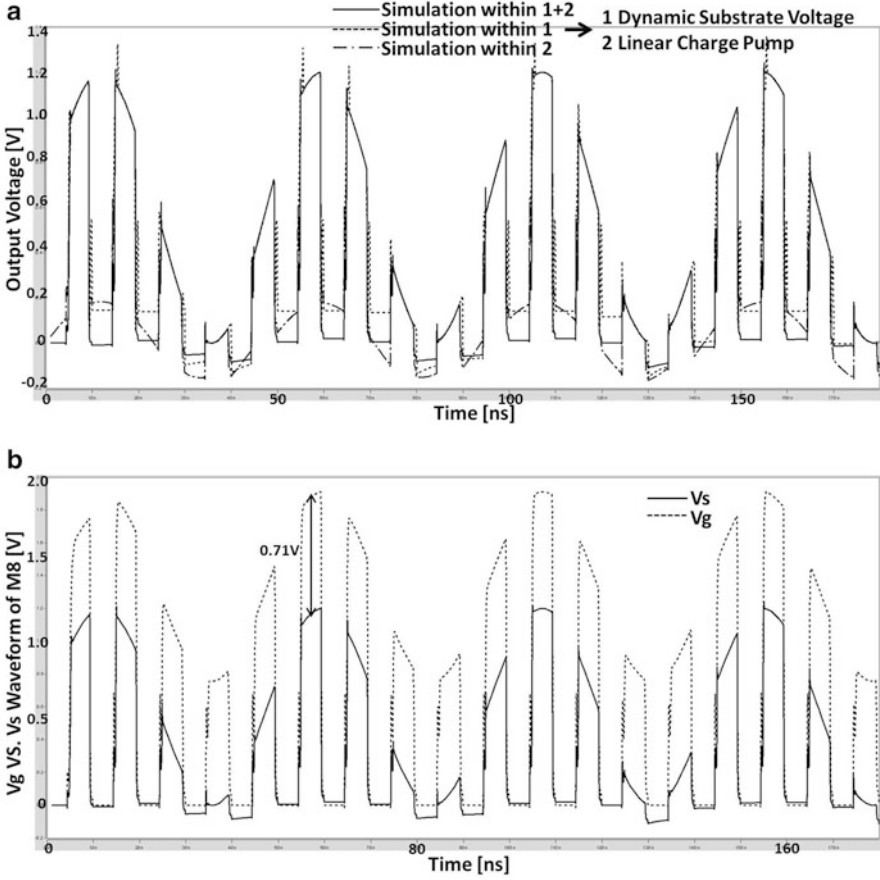 a
Simulation within 1+2
Simulation within 1
Simulation within 2
1 Dynamic Substrate Voltage
2 Linear Charge Pump
Output Voltage [V]
1.4
1.2
1.0
0,8
0,6
0,4
0,2
0
-0,2
0
50
100
150
Time [ns]
b
Vg VS. Vs Waveform of M8 [V]
2.0
1.5
1.0
0.5
0
0.71V
Vs
Vg
0
80
160
Time [ns]